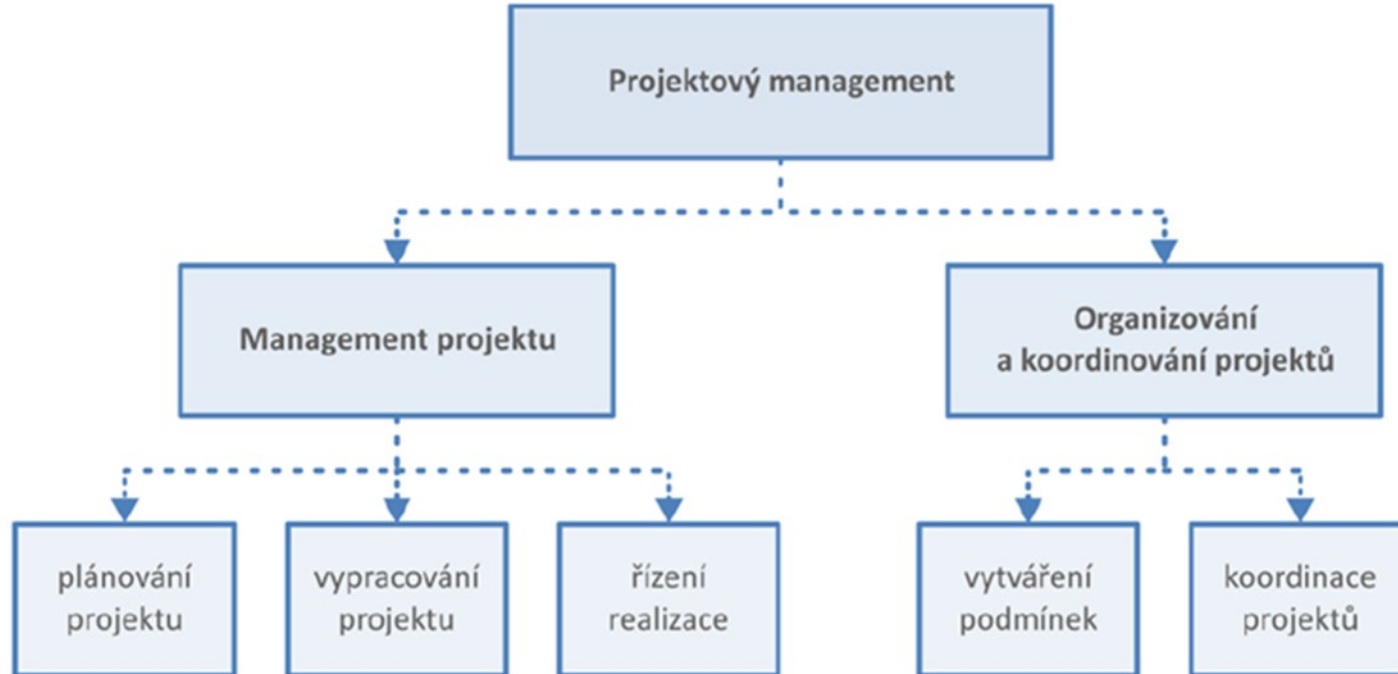 Projektový management
Management projektu
Organizování
a koordinování projektů
plánování
projektu
vypracování
projektu
řízení
realizace
vytváření
podmínek
koordinace
projektů